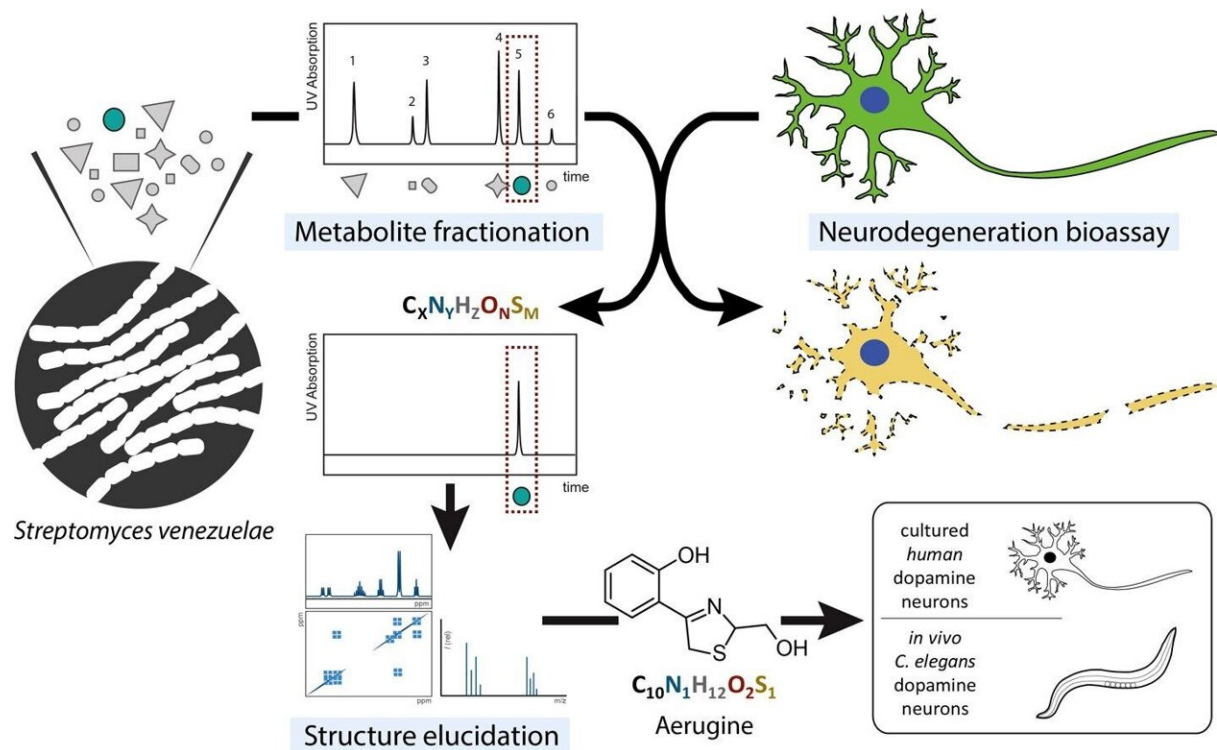 UV Absorption
1
2
3
4
5
6
time
Metabolite fractionation
Neurodegeneration bioassay
CXNYHZONSM
UV Absorption
time
Streptomyces venezuelae
ppm
ppm
ppm
I (rel)
m/z
Structure elucidation
OH
N
S
OH
C10N1H12O2S1
Aerugine
cultured
human
dopamine
neurons
in vivo
C. elegans
dopamine
neurons